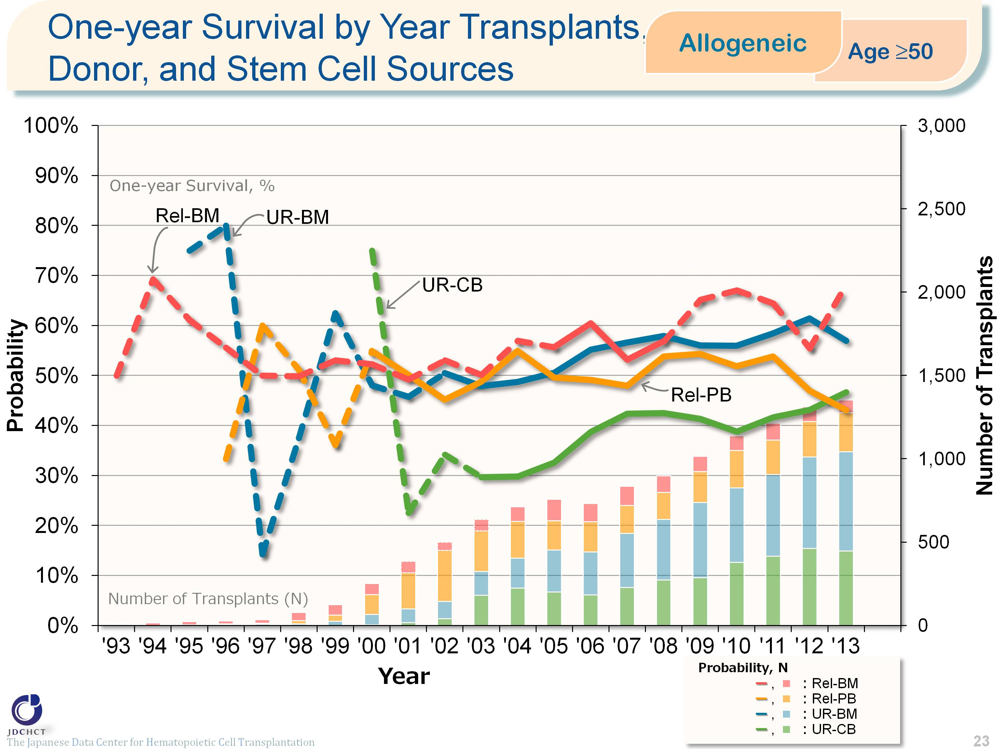 One-year Survival by Year Transplants,
Donor, and Stem Cell Sources
Allogeneic
Age ≥50
100%
90%
80%
70%
60%
50%
40%
30%
20%
10%
0%
Probability
3,000
2,500
2,000
1,500
1,000
500
0
Number of Transplants
One-year Survival, %
Rel-BM
UR-BM
UR-CB
Rel-PB
Number of Transplants (N)
'93 '94 '95 '96 '97 '98 '99 '00 '01 '02 '03 '04 '05 '06 '07 '08 '09 '10 '11 '12 '13
Year
Probability, N
, : Rel-BM
, : Rel-PB
, : UR-BM
, : UR-CB
JDCHCT
The Japanese Data Center for Hematopoietic Cell Transplantation
23